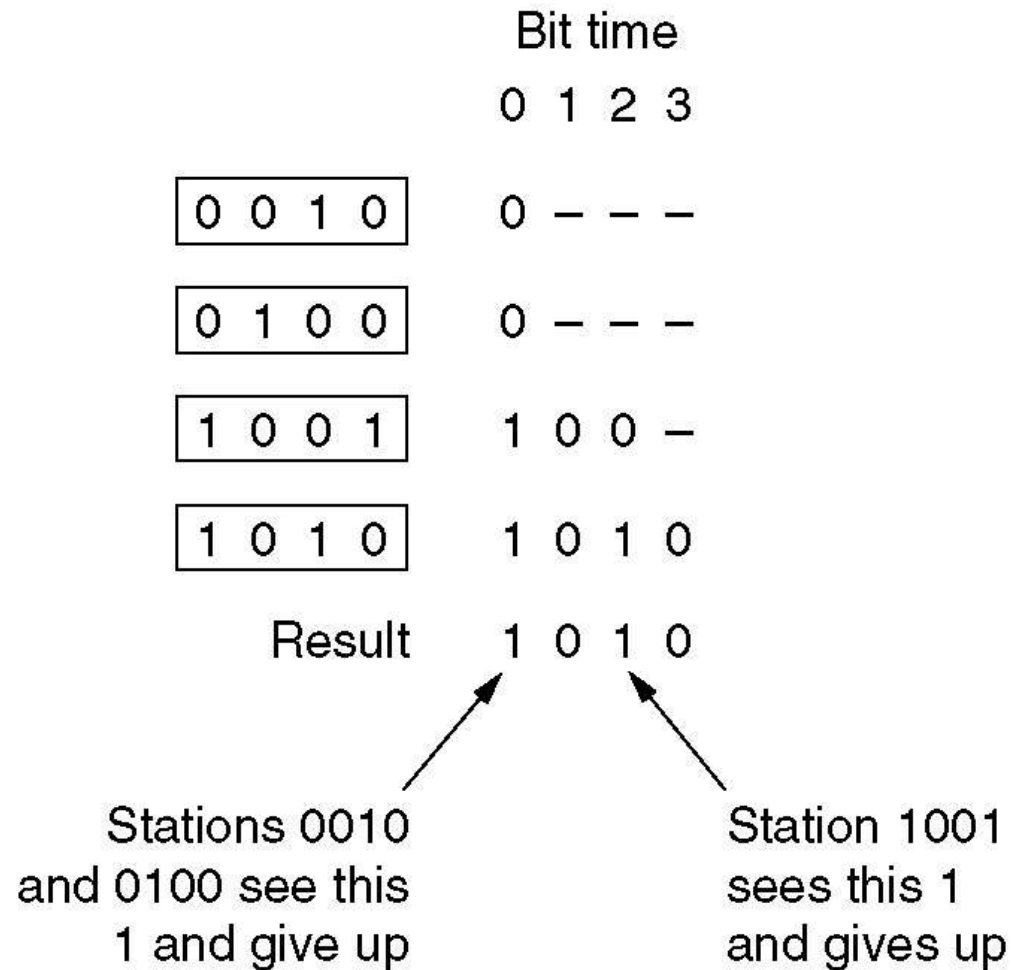 Bit time
0 1 2 3
0 0 1 0 0 – – –
0 1 0 0 0 – – –
1 0 0 1 1 0 0 –
1 0 1 0 1 0 1 0
Result 1 0 1 0
Stations 0010
and 0100 see this
1 and give up
Station 1001
sees this 1
and gives up